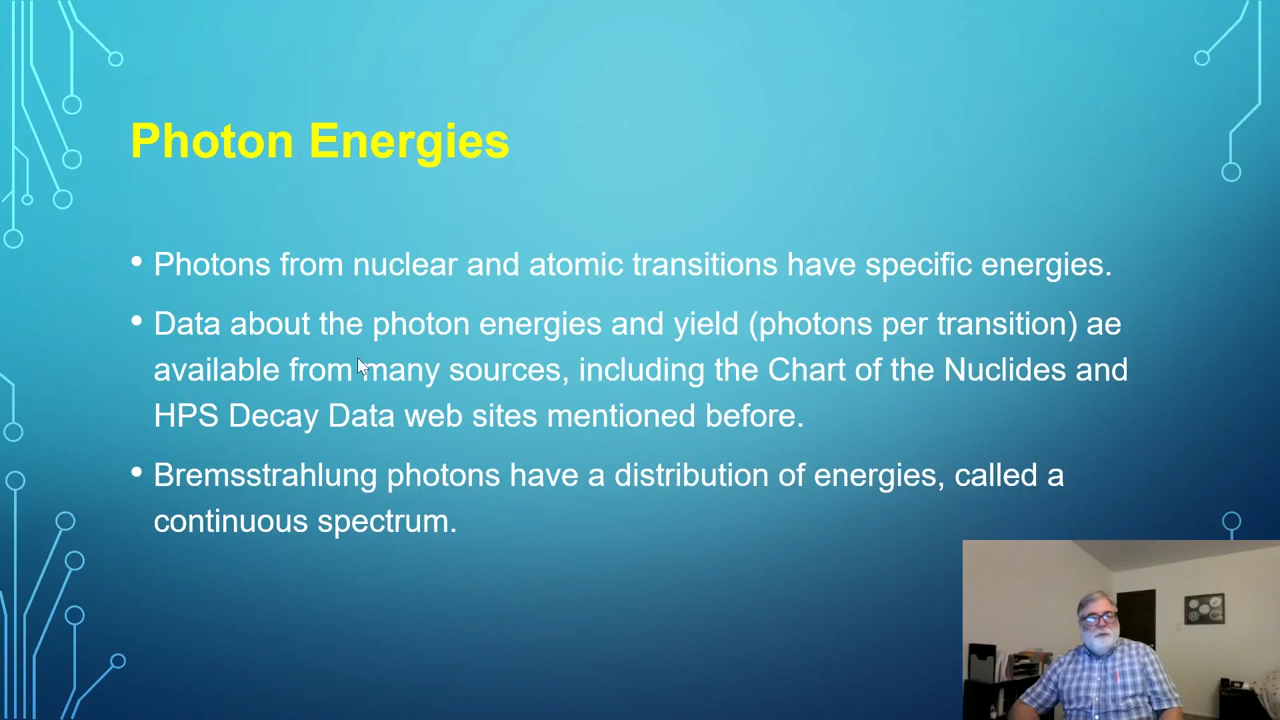 Photon Energies
• Photons from nuclear and atomic transitions have specific energies.
• Data about the photon energies and yield (photons per transition) ae
available from many sources, including the Chart of the Nuclides and
HPS Decay Data web sites mentioned before.
• Bremsstrahlung photons have a distribution of energies, called a
continuous spectrum.